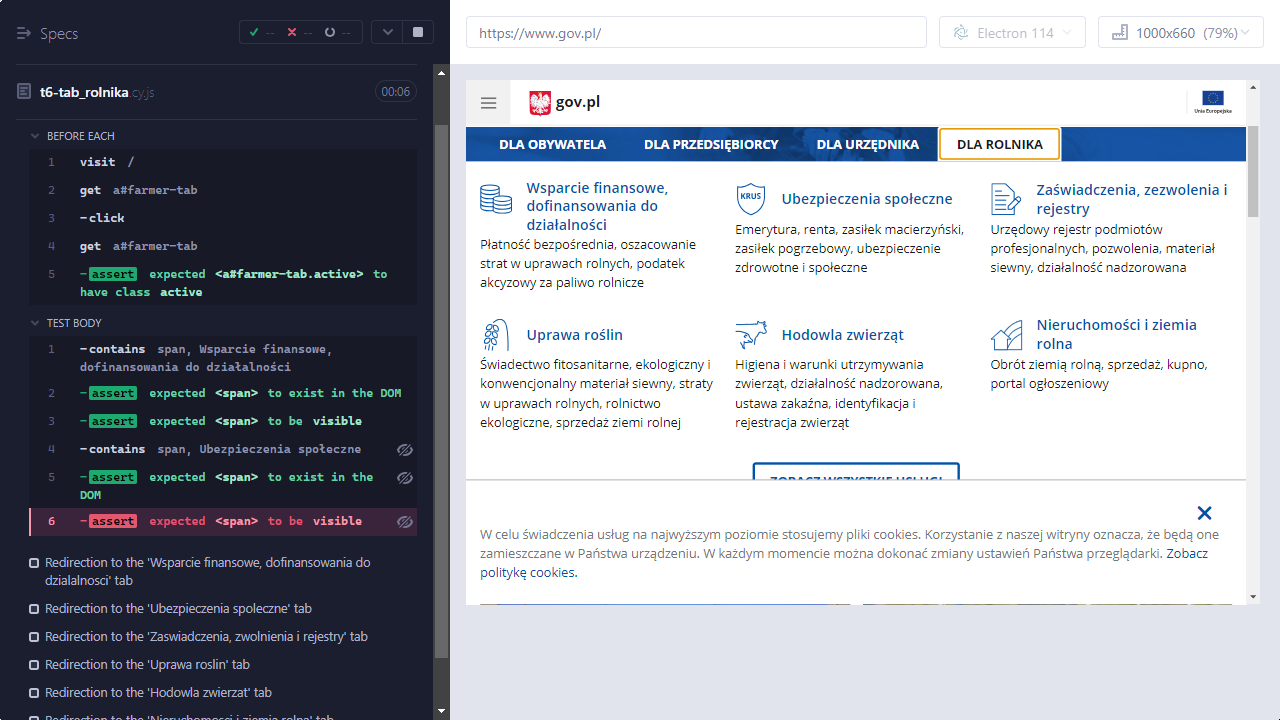 Specs
--
--
--
t6-tab_rolnika.cy.js
00:06
BEFORE EACH
1 visit /
2 get a#farmer-tab
3 -click
4 get a#farmer-tab
5 -assert expected <a#farmer-tab.active> to
have class active
TEST BODY
1 -contains span, Wsparcie finansowe,
dofinansowania do działalności
2 -assert expected <span> to exist in the DOM
3 -assert expected <span> to be visible
4 -contains span, Ubezpieczenia społeczne
5 -assert expected <span> to exist in the
DOM
6 -assert expected <span> to be visible
Redirection to the 'Wsparcie finansowe, dofinansowania do
dzialalnosci' tab
Redirection to the 'Ubezpieczenia spoleczne' tab
Redirection to the 'Zaswiadczenia, zwolnienia i rejestry' tab
Redirection to the 'Uprawa roslin' tab
Redirection to the 'Hodowla zwierzat' tab
Redirection to the 'Nieruchomosci i ziemia rolna' tab
https://www.gov.pl/
Electron 114
1000x660 (79%)
gov.pl
Unia Europejska
DLA OBYWATELA
DLA PRZEDSIĘBIORCY
DLA URZĘDNIKA
DLA ROLNIKA
Wsparcie finansowe,
dofinansowania do
działalności
Płatność bezpośrednia, oszacowanie
strat w uprawach rolnych, podatek
akcyzowy za paliwo rolnicze
KRUS
Ubezpieczenia społeczne
Emerytura, renta, zasiłek macierzyński,
zasiłek pogrzebowy, ubezpieczenie
zdrowotne i społeczne
Zaświadczenia, zezwolenia i
rejestry
Urzędowy rejestr podmiotów
profesjonalnych, pozwolenia, materiał
siewny, działalność nadzorowana
Uprawa roślin
Świadectwo fitosanitarne, ekologiczny i
konwencjonalny materiał siewny, straty
w uprawach rolnych, rolnictwo
ekologiczne, sprzedaż ziemi rolnej
Hodowla zwierząt
Higiena i warunki utrzymywania
zwierząt, działalność nadzorowana,
ustawa zakaźna, identyfikacja i
rejestracja zwierząt
Nieruchomości i ziemia
rolna
Obrót ziemią rolną, sprzedaż, kupno,
portal ogłoszeniowy
ZOBACZ WSZYSTKIE USŁUGI
W celu świadczenia usług na najwyższym poziomie stosujemy pliki cookies. Korzystanie z naszej witryny oznacza, że będą one
zamieszczane w Państwa urządzeniu. W każdym momencie można dokonać zmiany ustawień Państwa przeglądarki. Zobacz
politykę cookies.